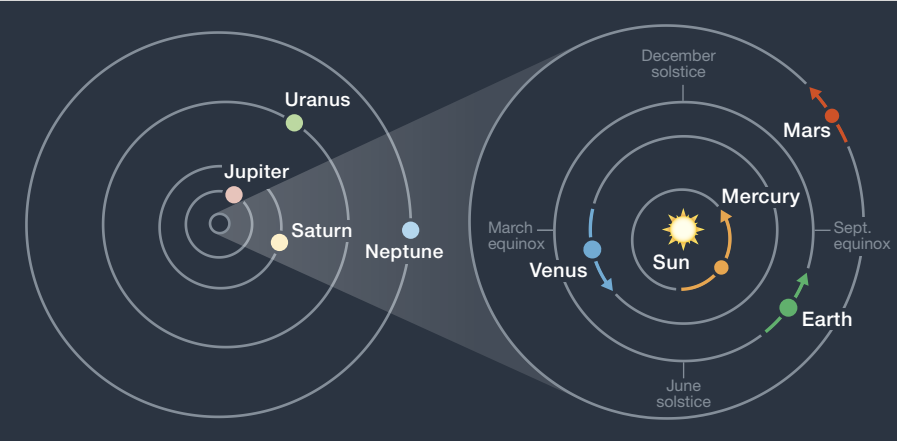 Uranus
Jupiter
Saturn
Neptune
December
solstice
Mars
Mercury
March
equinox
Sept.
equinox
Venus
Sun
Earth
June
solstice